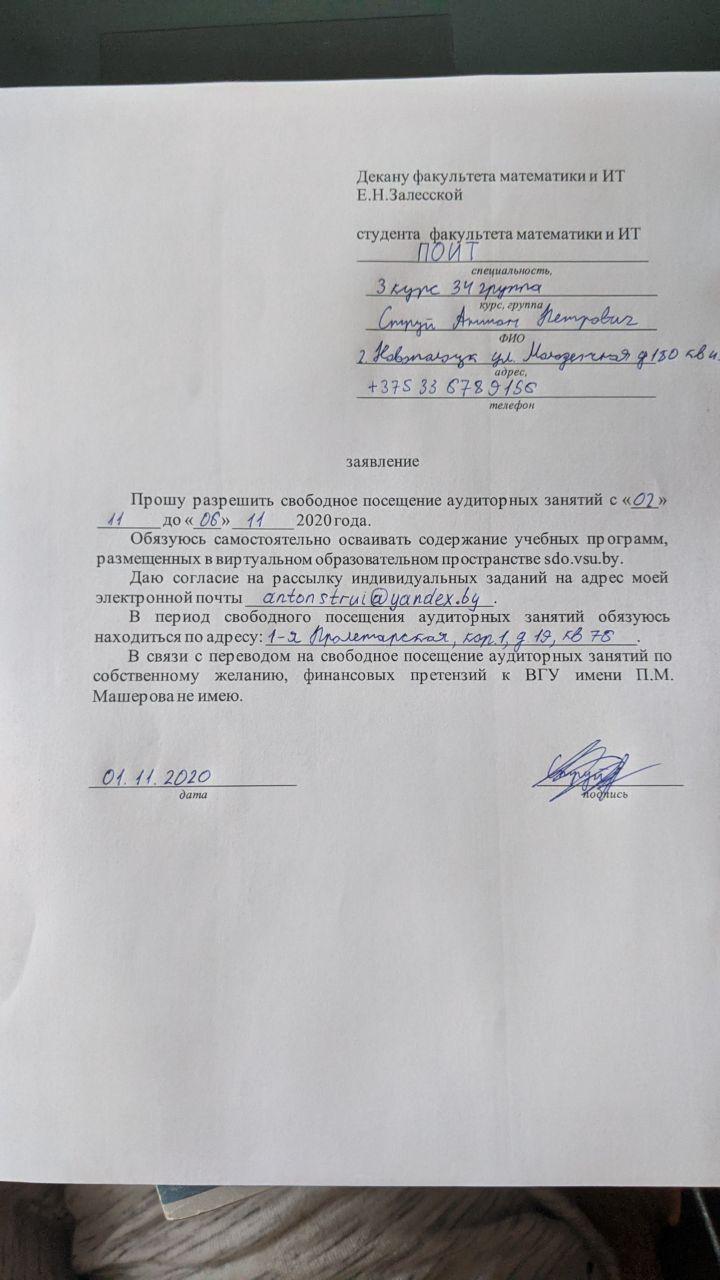 Декану факультета математики и ИТ
Е.Н.Залесской
студента факультета математики и ИТ
ПОИТ
специальность,
3 курс 34 группа
курс, группа
Струй Антон Петрович
ФИО
г. Новополоцк ул. Молодежная д 180 кв
адрес,
+375 33 6789156
телефон
заявление
Прошу разрешить свободное посещение аудиторных занятий с «02»
11 до «06» 11 2020 года.
Обязуюсь самостоятельно осваивать содержание учебных программ,
размещенных в виртуальном образовательном пространстве sdo.vsu.by.
Даю согласие на рассылку индивидуальных заданий на адрес моей
электронной почты antonstrui@yandex.by.
В период свободного посещения аудиторных занятий обязуюсь
находиться по адресу: 1-я Пролетарская, кор 1, д 19, кв 78.
В связи с переводом на свободное посещение аудиторных занятий по
собственному желанию, финансовых претензий к ВГУ имени П.М.
Машерова не имею.
01.11.2020
дата
подпись